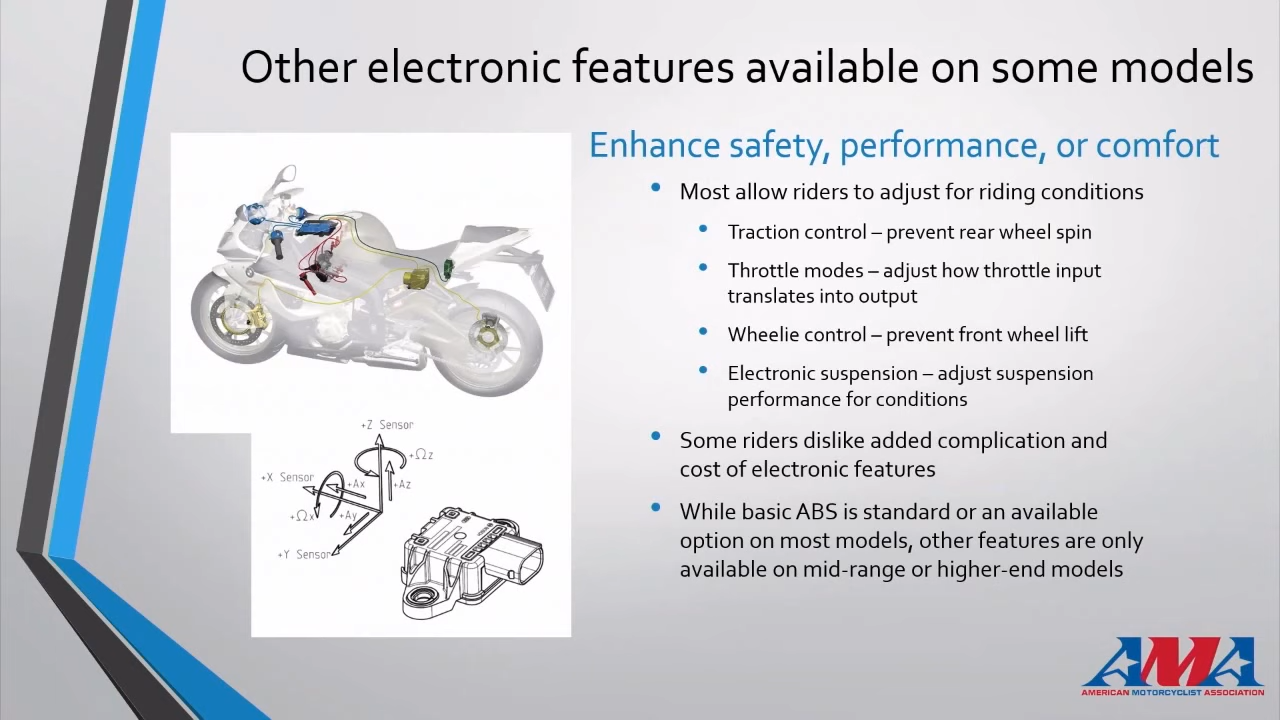 Other electronic features available on some models
Enhance safety, performance, or comfort
• Most allow riders to adjust for riding conditions
• Traction control – prevent rear wheel spin
• Throttle modes – adjust how throttle input
translates into output
• Wheelie control – prevent front wheel lift
• Electronic suspension – adjust suspension
performance for conditions
• Some riders dislike added complication and
cost of electronic features
• While basic ABS is standard or an available
option on most models, other features are only
available on mid-range or higher-end models
+Z Sensor
+Ωz
+X Sensor
+Ax
+Az
+Ωx
+Ay
+Y Sensor
AMA
AMERICAN MOTORCYCLIST ASSOCIATION